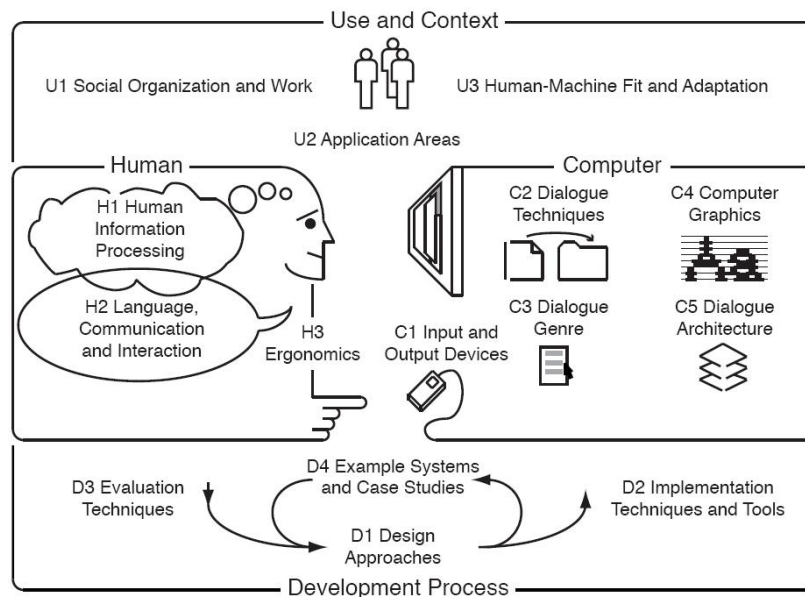 Use and Context
U1 Social Organization and Work
U3 Human-Machine Fit and Adaptation
U2 Application Areas
Human
H1 Human
Information
Processing
H2 Language,
Communication
and Interaction
H3
Ergonomics
Computer
C1 Input and
Output Devices
C2 Dialogue
Techniques
C3 Dialogue
Genre
C4 Computer
Graphics
C5 Dialogue
Architecture
D3 Evaluation
Techniques
D4 Example Systems
and Case Studies
D1 Design
Approaches
D2 Implementation
Techniques and Tools
Development Process